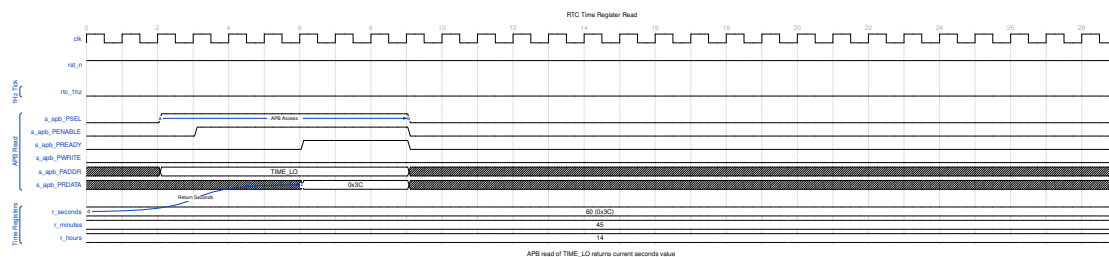 RTC Time Register Read
0 2 4 6 8 10 12 14 16 18 20 22 24 26 28
clk
rst_n
1Hz Tick
rtc_1hz
APB Read
s_apb_PSEL
APB Access
s_apb_PENABLE
s_apb_PREADY
s_apb_PWRITE
s_apb_PADDR TIME_LO
s_apb_PRDATA 0x3C
Return Seconds
Time Registers
r_seconds d 60 (0x3C)
r_minutes 45
r_hours 14
APB read of TIME_LO returns current seconds value